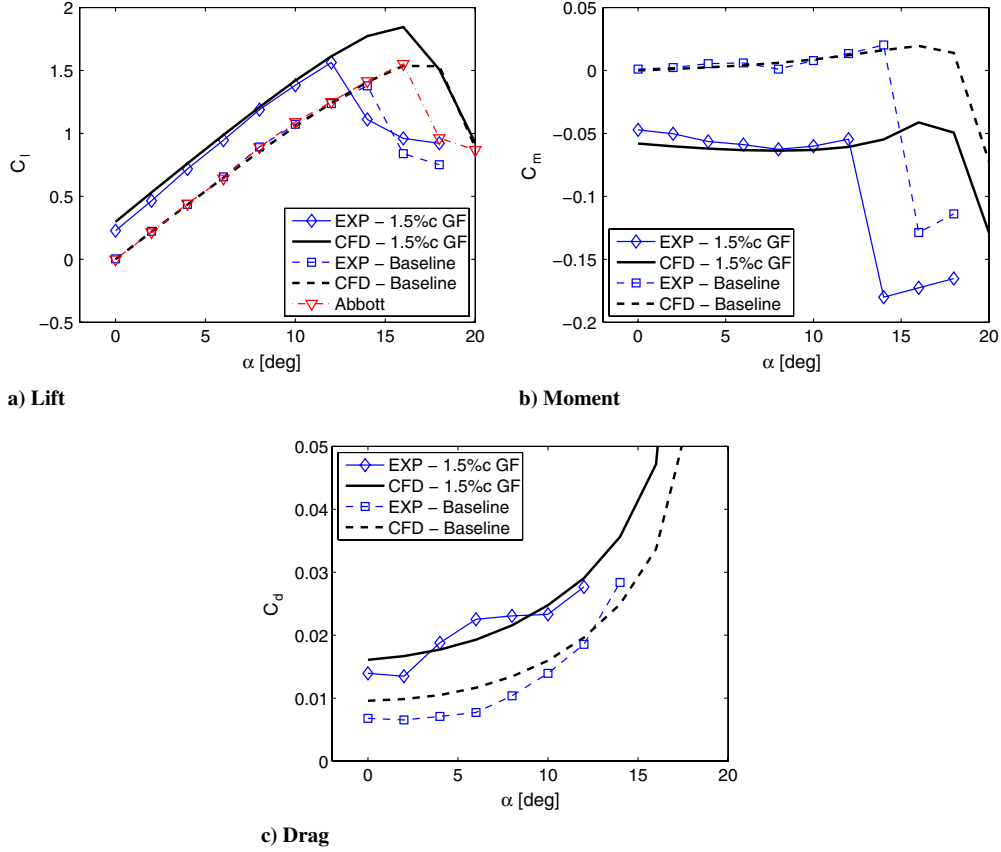 2
1.5
1
0.5
0
−0.5
C_l
0 5 10 15 20
α [deg]
EXP − 1.5%c GF
CFD − 1.5%c GF
EXP − Baseline
CFD − Baseline
Abbott
a) Lift
0.05
0
−0.05
−0.1
−0.15
−0.2
C_m
0 5 10 15 20
α [deg]
EXP − 1.5%c GF
CFD − 1.5%c GF
EXP − Baseline
CFD − Baseline
b) Moment
0.05
0.04
0.03
0.02
0.01
0
C_d
0 5 10 15 20
α [deg]
EXP − 1.5%c GF
CFD − 1.5%c GF
EXP − Baseline
CFD − Baseline
c) Drag